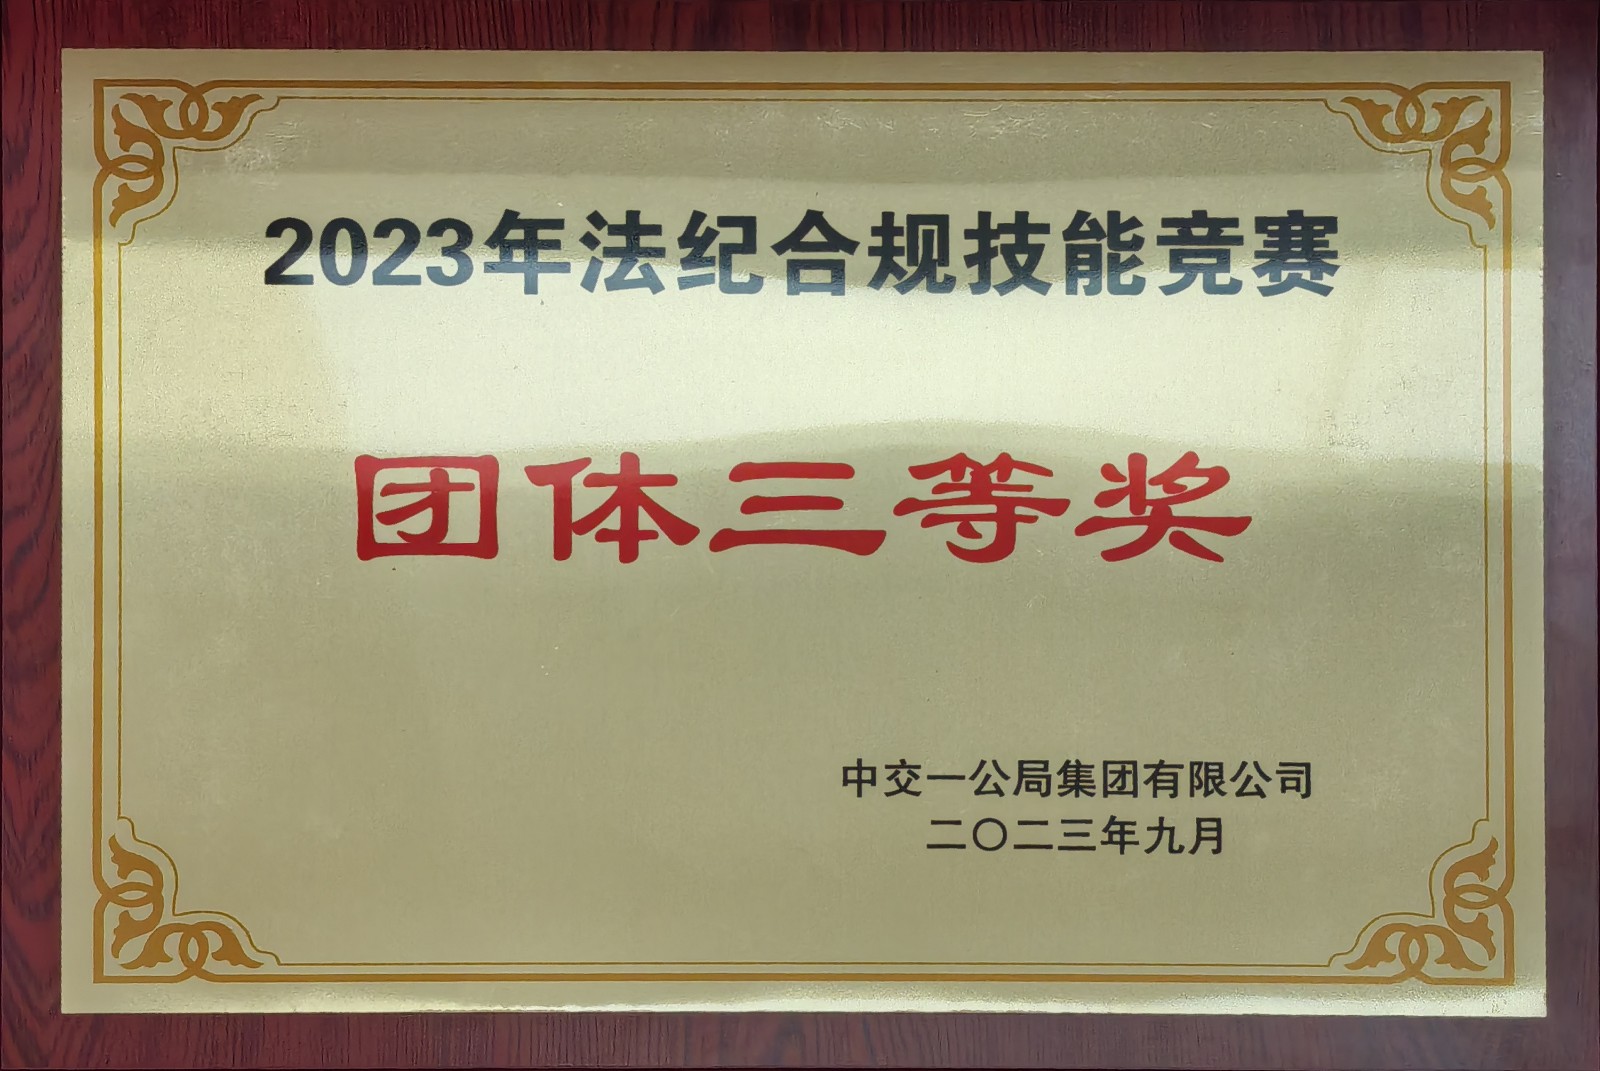 2023年法纪合规技能竞赛
团体三等奖
中交一公局集团有限公司
二〇二三年九月